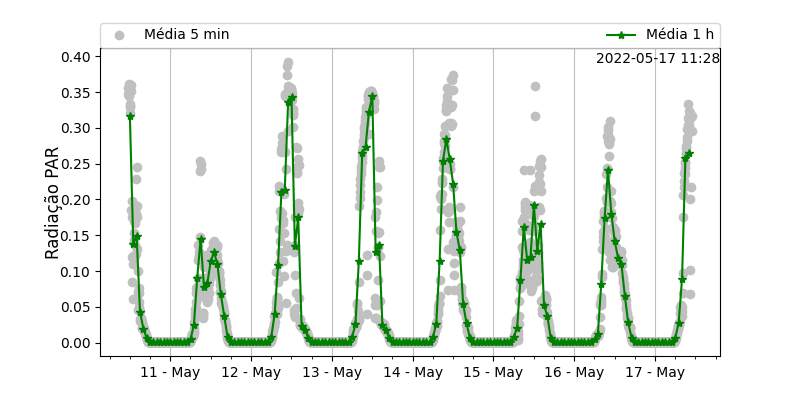 Média 5 min
Média 1 h
2022-05-17 11:28
Radiação PAR
0.40
0.35
0.30
0.25
0.20
0.15
0.10
0.05
0.00
11 - May
12 - May
13 - May
14 - May
15 - May
16 - May
17 - May